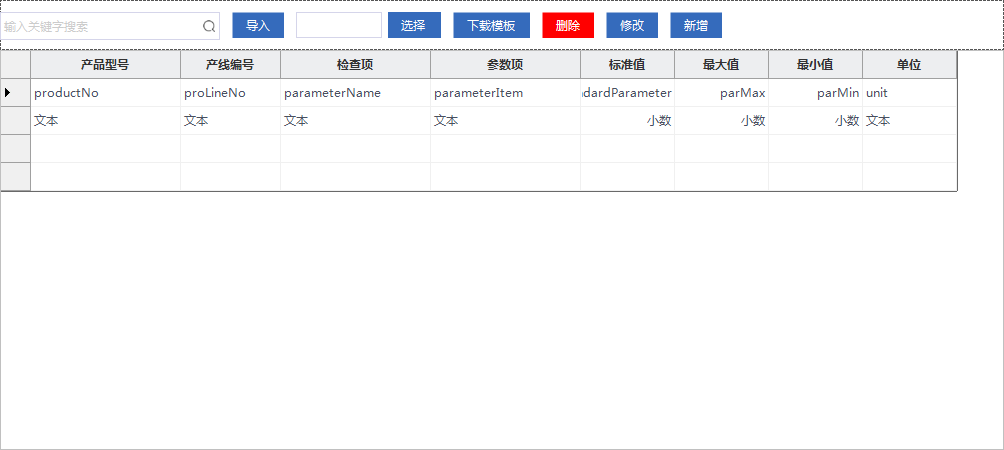 输入关键字搜索 导入 选择 下载模板 删除 修改 新增
产品型号 产线编号 检查项 参数项 标准值 最大值 最小值 单位
productNo proLineNo parameterName parameterItem ndardParameter parMax parMin unit
文本 文本 文本 文本 小数 小数 小数 文本